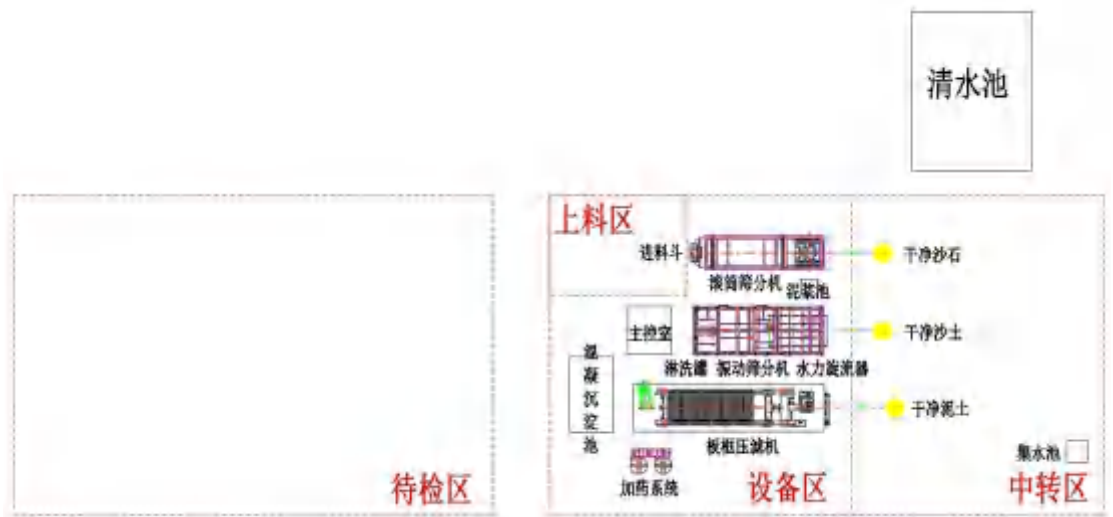 清水池
上料区
进料斗
干净沙石
滚筒筛分机
泥浆池
主控室
干净沙土
淋洗罐 振动筛分机 水力旋流器
混凝沉淀池
干净泥土
板框压滤机
集水池
加药系统
待检区
设备区
中转区